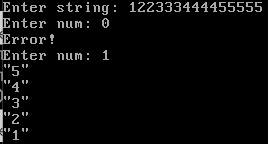 Enter string: 122333444455555
Enter num: 0
Error!
Enter num: 1
"5"
"4"
"3"
"2"
"1"